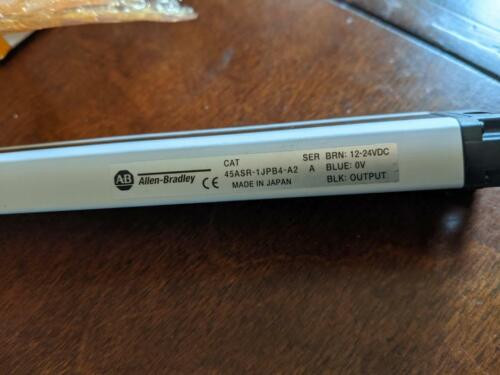 AB Allen-Bradley CE
CAT SER
45ASR-1JPB4-A2 A
MADE IN JAPAN
BRN: 12-24VDC
BLUE: 0V
BLK: OUTPUT